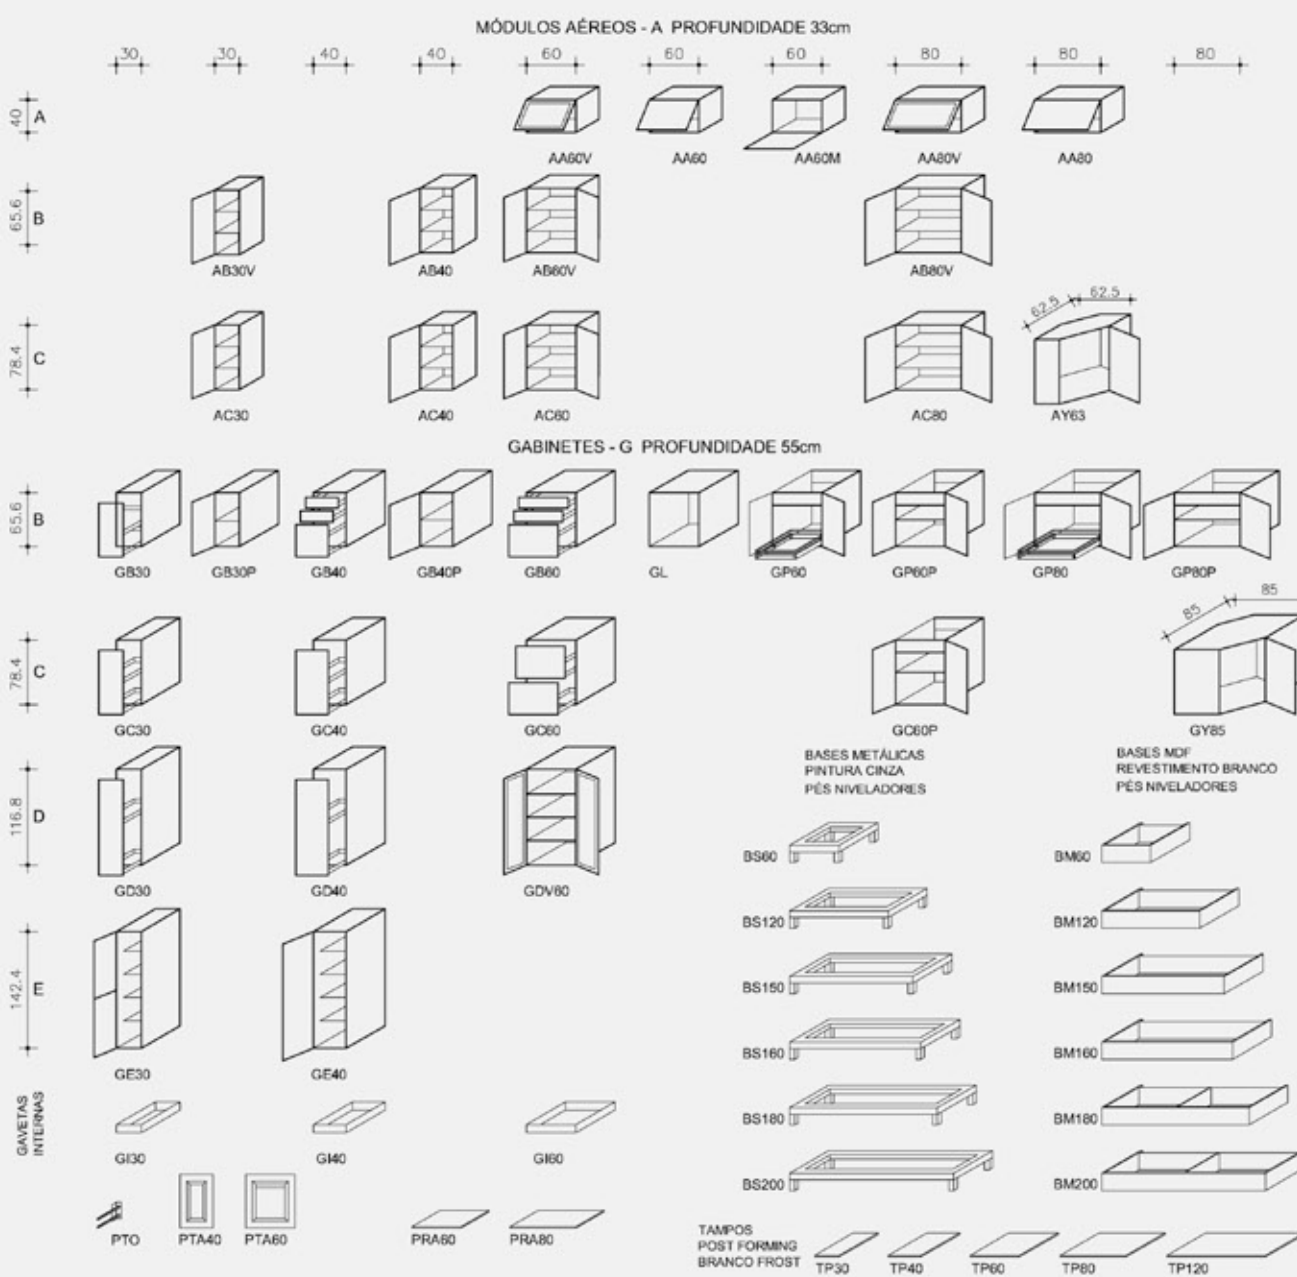 MÓDULOS AÉREOS - A PROFUNDIDADE 33cm
30 30 40 40 60 60 60 80 80 80
40 A
AA60V AA60 AA60M AA80V AA80
65.6 B
AB30V AB40 AB60V AB80V
62.5 62.5
78.4 C
AC30 AC40 AC60 AC80 AY63
GABINETES - G PROFUNDIDADE 55cm
65.6 B
GB30 GB30P GB40 GB40P GB60 GL GP60 GP60P GP80 GP80P
85 85
78.4 C
GC30 GC40 GC60 GC60P GY85
BASES METÁLICAS
PINTURA CINZA
PÉS NIVELADORES
BASES MDF
REVESTIMENTO BRANCO
PÉS NIVELADORES
116.8 D
GD30 GD40 GDV60
BS60 BM60
BS120 BM120
142.4 E
BS150 BM150
BS160 BM160
GE30 GE40
BS180 BM180
GAVETAS
INTERNAS
GI30 GI40 GI60
BS200 BM200
PTO PTA40 PTA60 PRA60 PRA80
TAMPOS
POST FORMING
BRANCO FROST
TP30 TP40 TP60 TP80 TP120